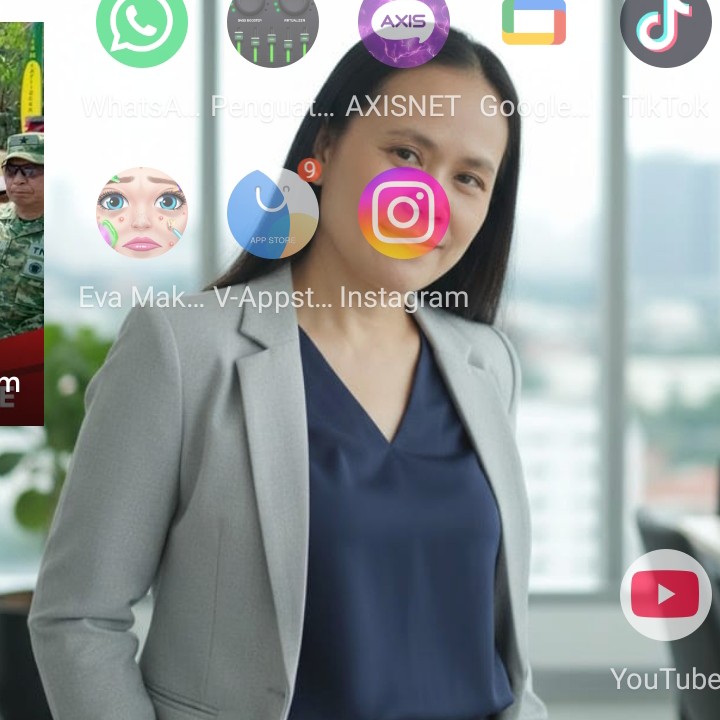 AXIS
WhatsA... Penguat... AXISNET Google... TikTok
9
APP STORE
Eva Mak... V-Appst... Instagram
m
E
YouTube